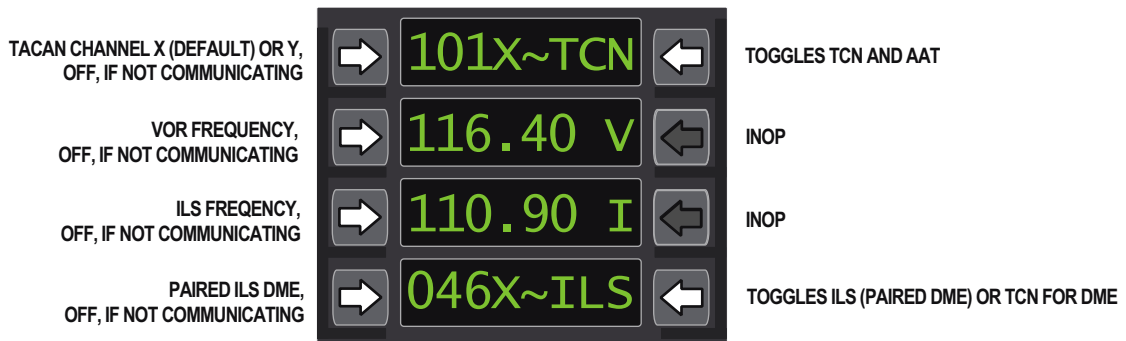 TACAN CHANNEL X (DEFAULT) OR Y,
OFF, IF NOT COMMUNICATING
101X~TCN
TOGGLES TCN AND AAT
VOR FREQUENCY,
OFF, IF NOT COMMUNICATING
116.40 V
INOP
ILS FREQENCY,
OFF, IF NOT COMMUNICATING
110.90 I
INOP
PAIRED ILS DME,
OFF, IF NOT COMMUNICATING
046X~ILS
TOGGLES ILS (PAIRED DME) OR TCN FOR DME